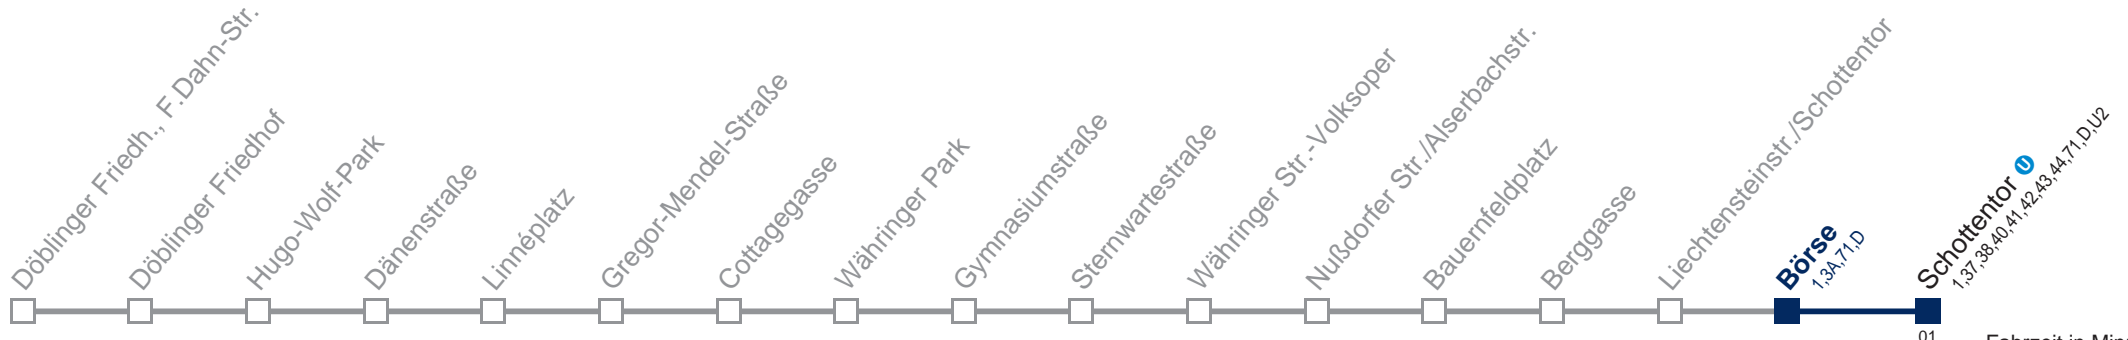 Döblinger Friedh., F.Dahn-Str.
Döblinger Friedhof
Hugo-Wolf-Park
Dänenstraße
Linnéplatz
Gregor-Mendel-Straße
Cottagegasse
Währinger Park
Gymnasiumstraße
Sternwartestraße
Währinger Str.-Volksoper
Nußdorfer Str./Alserbachstr.
Bauernfeldplatz
Berggasse
Liechtensteinstr./Schottentor
Börse
1,3A,71,D
Schottentor U
1,37,38,40,41,42,43,44,71,D,U2
01
Fahrzeit in